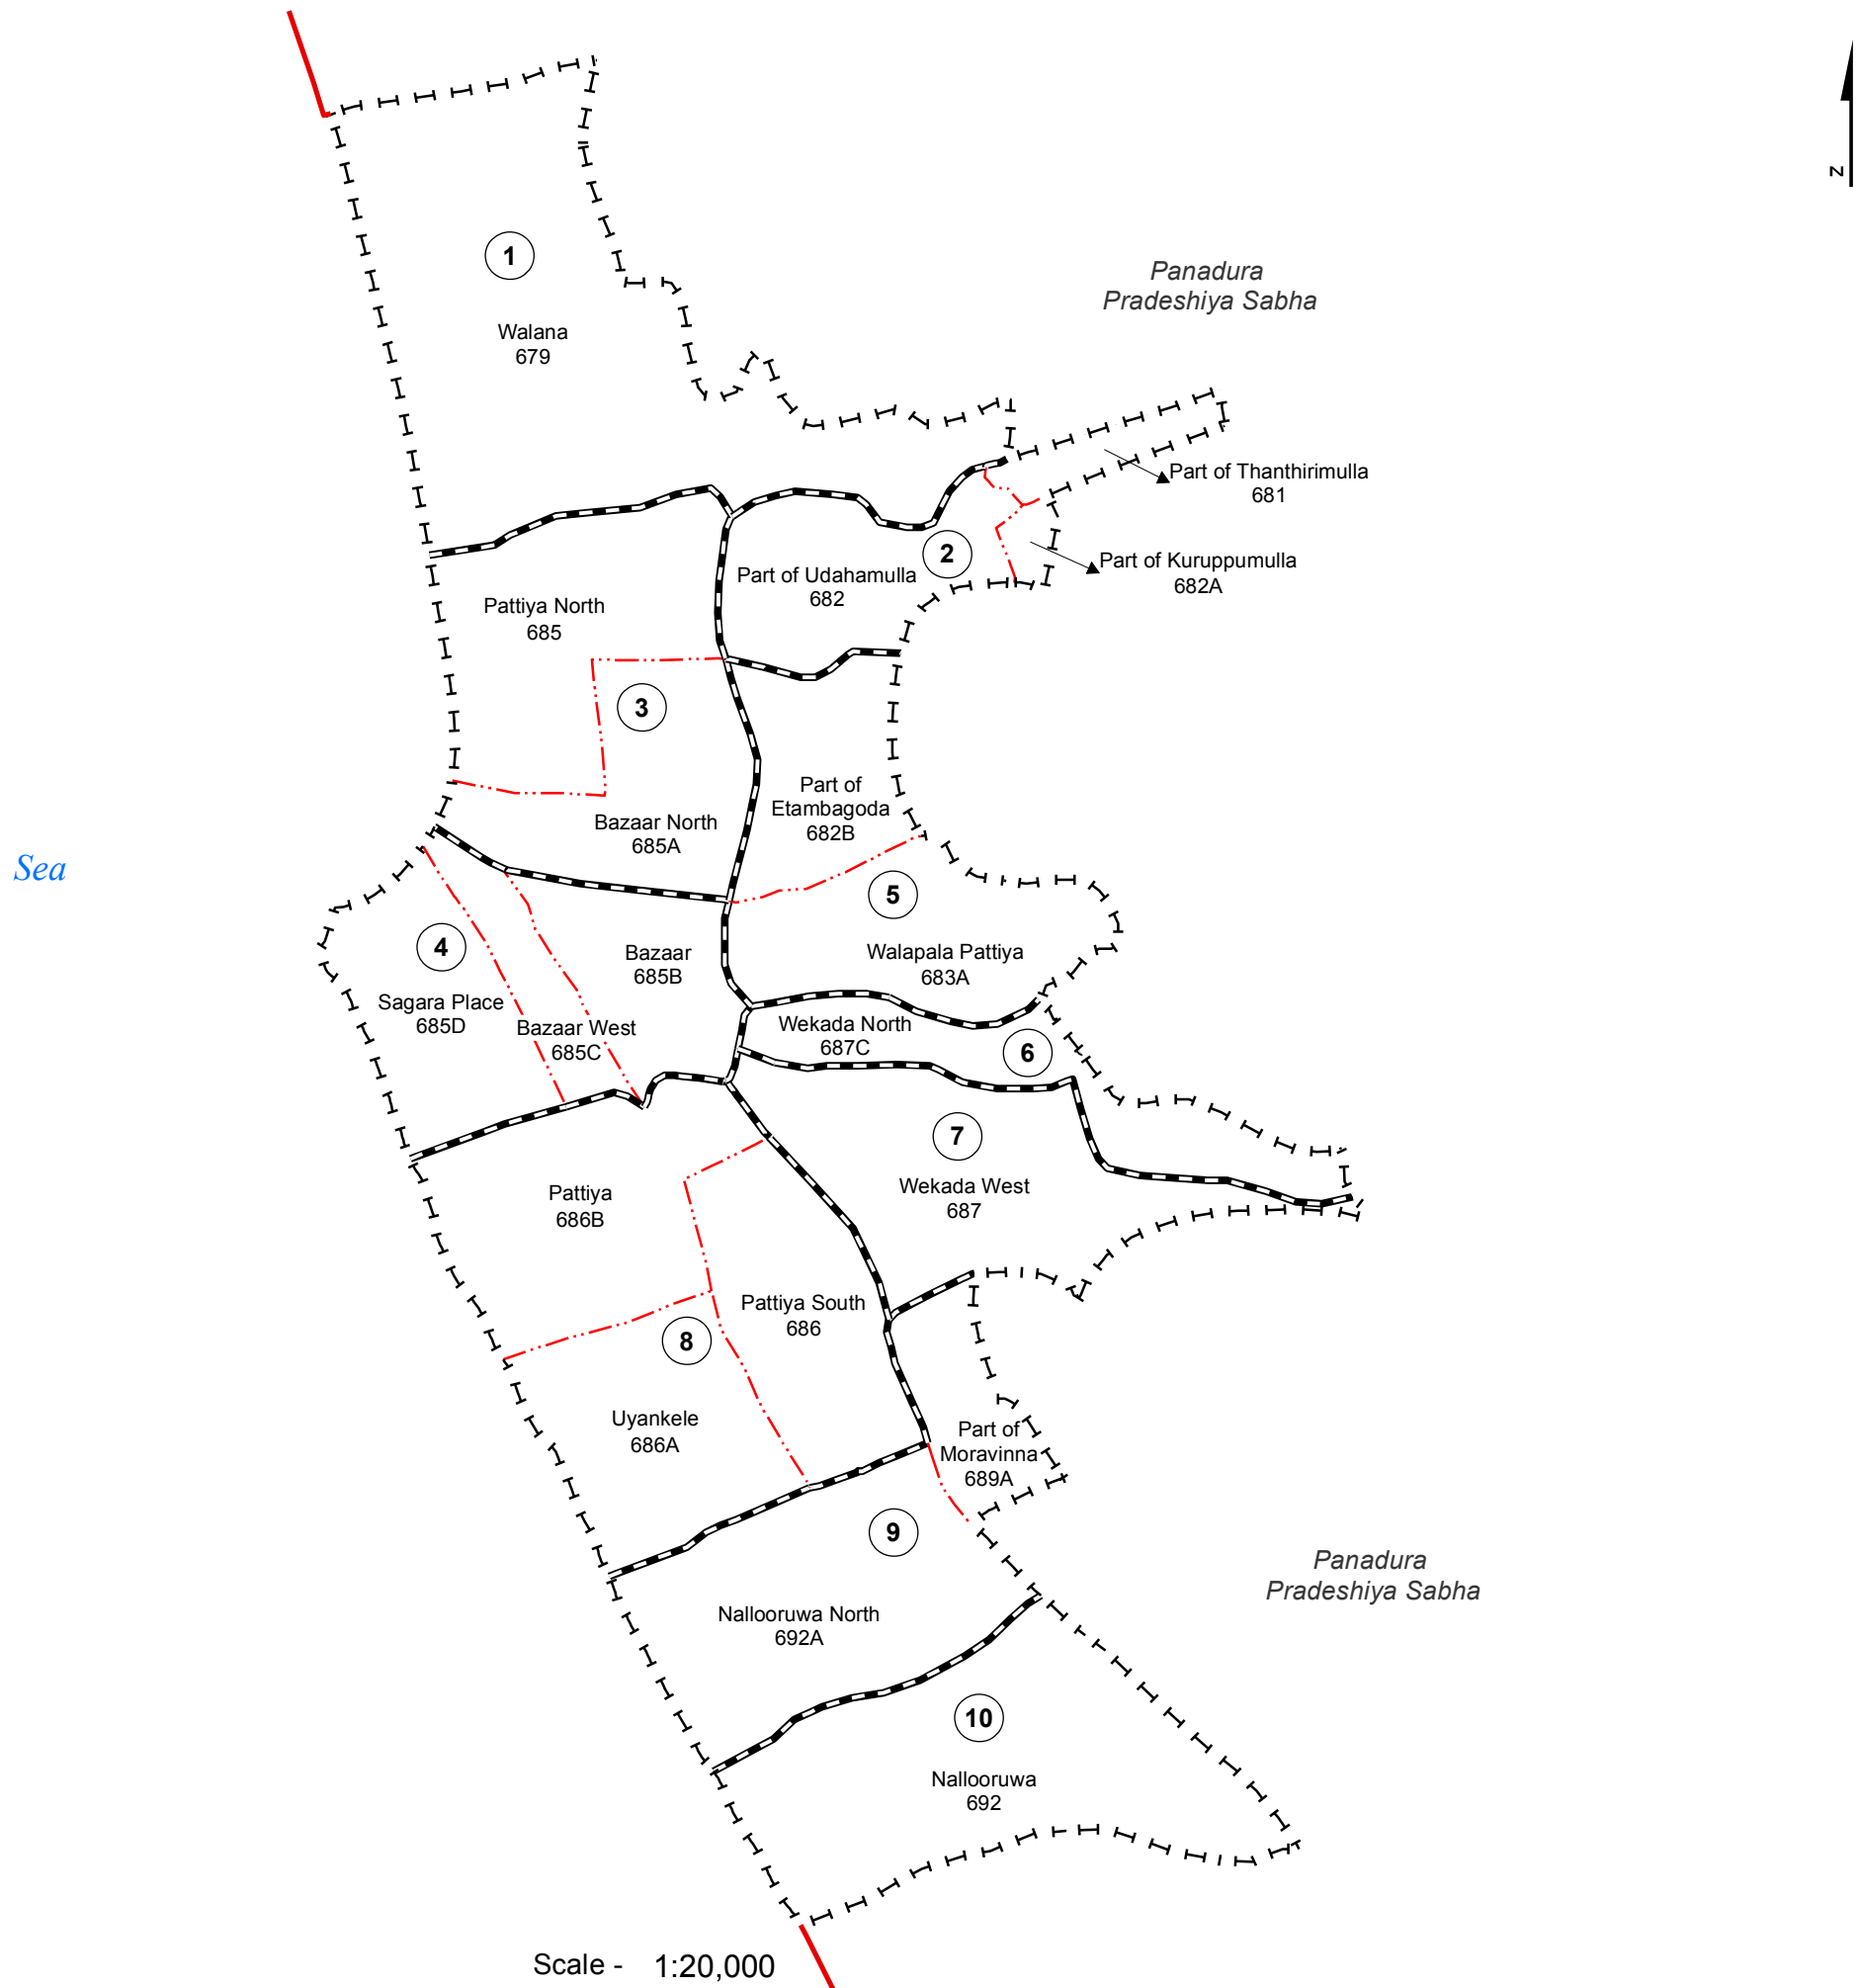 N
1
Panadura
Pradeshiya Sabha
Walana
679
Part of Thanthirimulla
681
2
Part of Kuruppumulla
682A
Part of Udahamulla
682
Pattiya North
685
3
Part of
Etambagoda
682B
Bazaar North
685A
Sea
5
4
Bazaar
685B
Walapala Pattiya
683A
Sagara Place
685D
Bazaar West
685C
Wekada North
687C
6
7
Wekada West
687
Pattiya
686B
Pattiya South
686
8
Uyankele
686A
Part of
Moravinna
689A
9
Panadura
Pradeshiya Sabha
Nallooruwa North
692A
10
Nallooruwa
692
Scale - 1:20,000